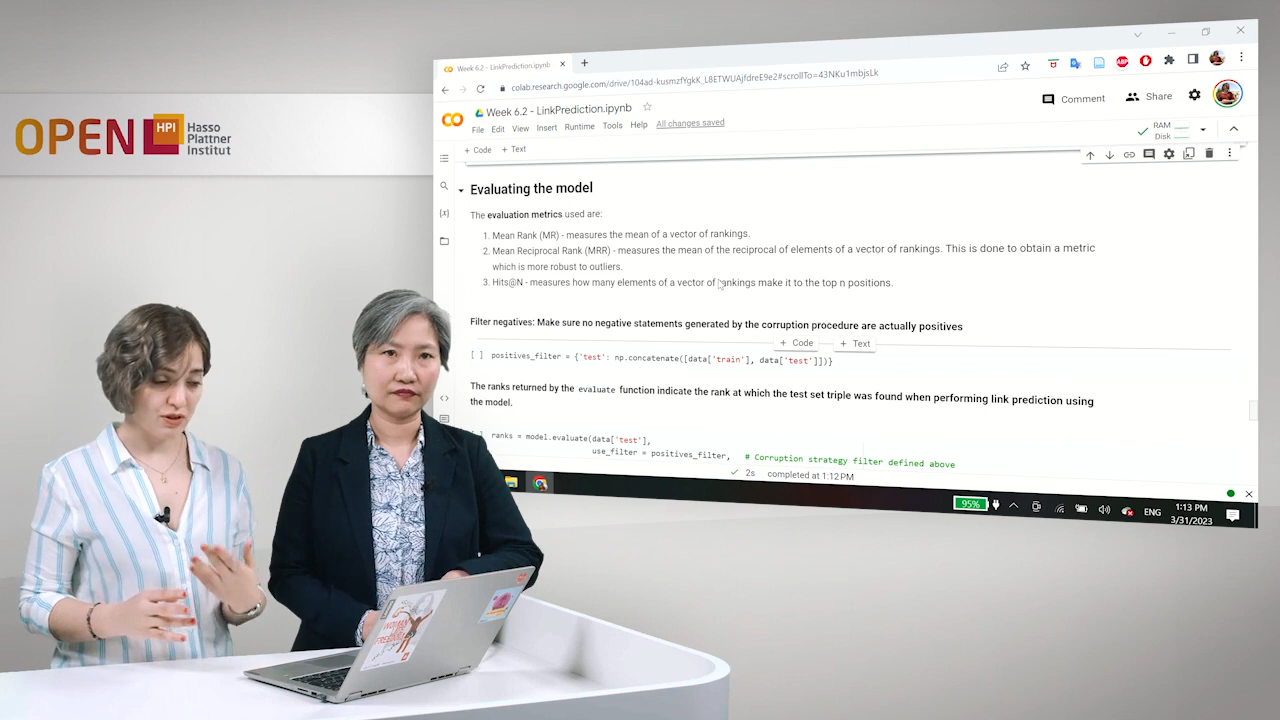 OPEN HPI Hasso
Plattner
Institut
Week 6.2 - LinkPrediction.ipynb
colab.research.google.com/drive/104ad-kusmzfYgkK_L8ETWUAjfdreE9e2#scrollTo=43NKu1mbjsLk
ABP
Week 6.2 - LinkPrediction.ipynb
Comment
Share
File Edit View Insert Runtime Tools Help All changes saved
RAM
Disk
+ Code + Text
Evaluating the model
The evaluation metrics used are:
1. Mean Rank (MR) - measures the mean of a vector of rankings.
2. Mean Reciprocal Rank (MRR) - measures the mean of the reciprocal of elements of a vector of rankings. This is done to obtain a metric
which is more robust to outliers.
3. Hits@N - measures how many elements of a vector of rankings make it to the top n positions.
Filter negatives: Make sure no negative statements generated by the corruption procedure are actually positives
+ Code + Text
[ ] positives_filter = {'test': np.concatenate([data['train'], data['test']])}
The ranks returned by the evaluate function indicate the rank at which the test set triple was found when performing link prediction using
the model.
[ ] ranks = model.evaluate(data['test'],
use_filter = positives_filter, # Corruption strategy filter defined above
2s completed at 1:12 PM
95%
ENG
1:13 PM
3/31/2023
WOMAN
FREEDOM